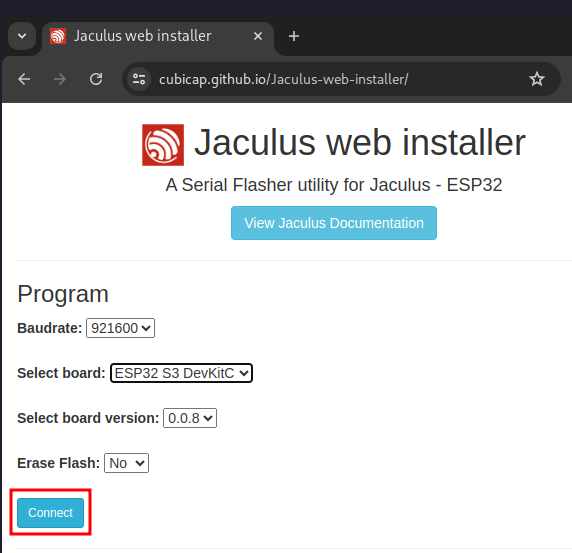 Jaculus web installer
cubicap.github.io/Jaculus-web-installer/
Jaculus web installer
A Serial Flasher utility for Jaculus - ESP32
View Jaculus Documentation
Program
Baudrate: 921600
Select board: ESP32 S3 DevKitC
Select board version: 0.0.8
Erase Flash: No
Connect